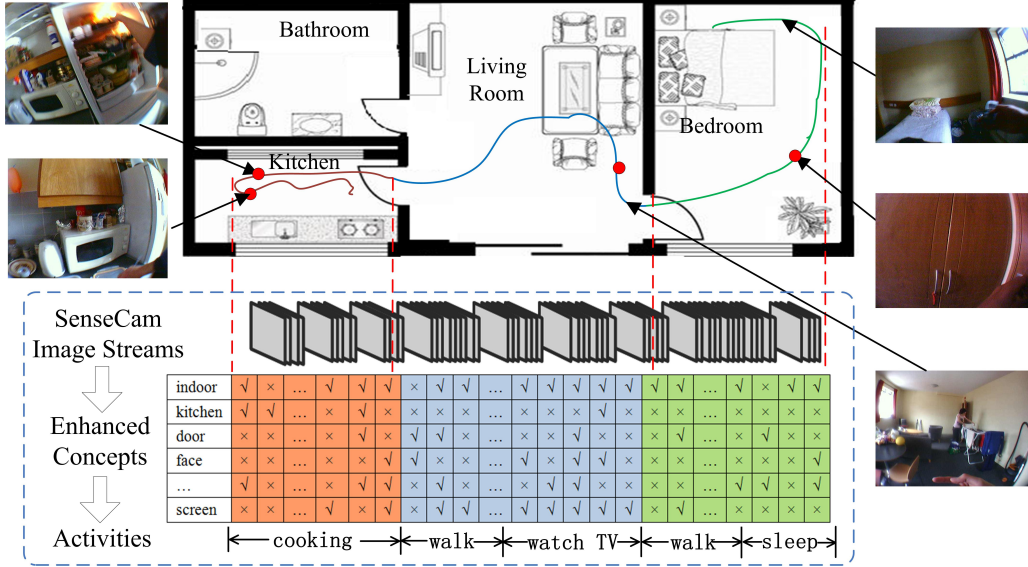 Bathroom
Living
Room
Bedroom
Kitchen
SenseCam
Image Streams
Enhanced
Concepts
Activities
indoor √ × … √ √ √ × √ √ … √ √ √ √ √ √ √ … √ × √ √
kitchen √ √ … × √ × × × × … × × × √ × × × … × × × ×
door × × … × × √ √ √ × … × × √ × × × √ … × √ × ×
face × × … × × √ √ × × … √ × √ √ × × × … × × × √
… √ × … × √ √ × × × … × √ √ × × × × … √ √ × √
screen × × … √ × √ × √ √ … √ √ √ √ √ × √ … × × × ×
cooking walk watch TV walk sleep